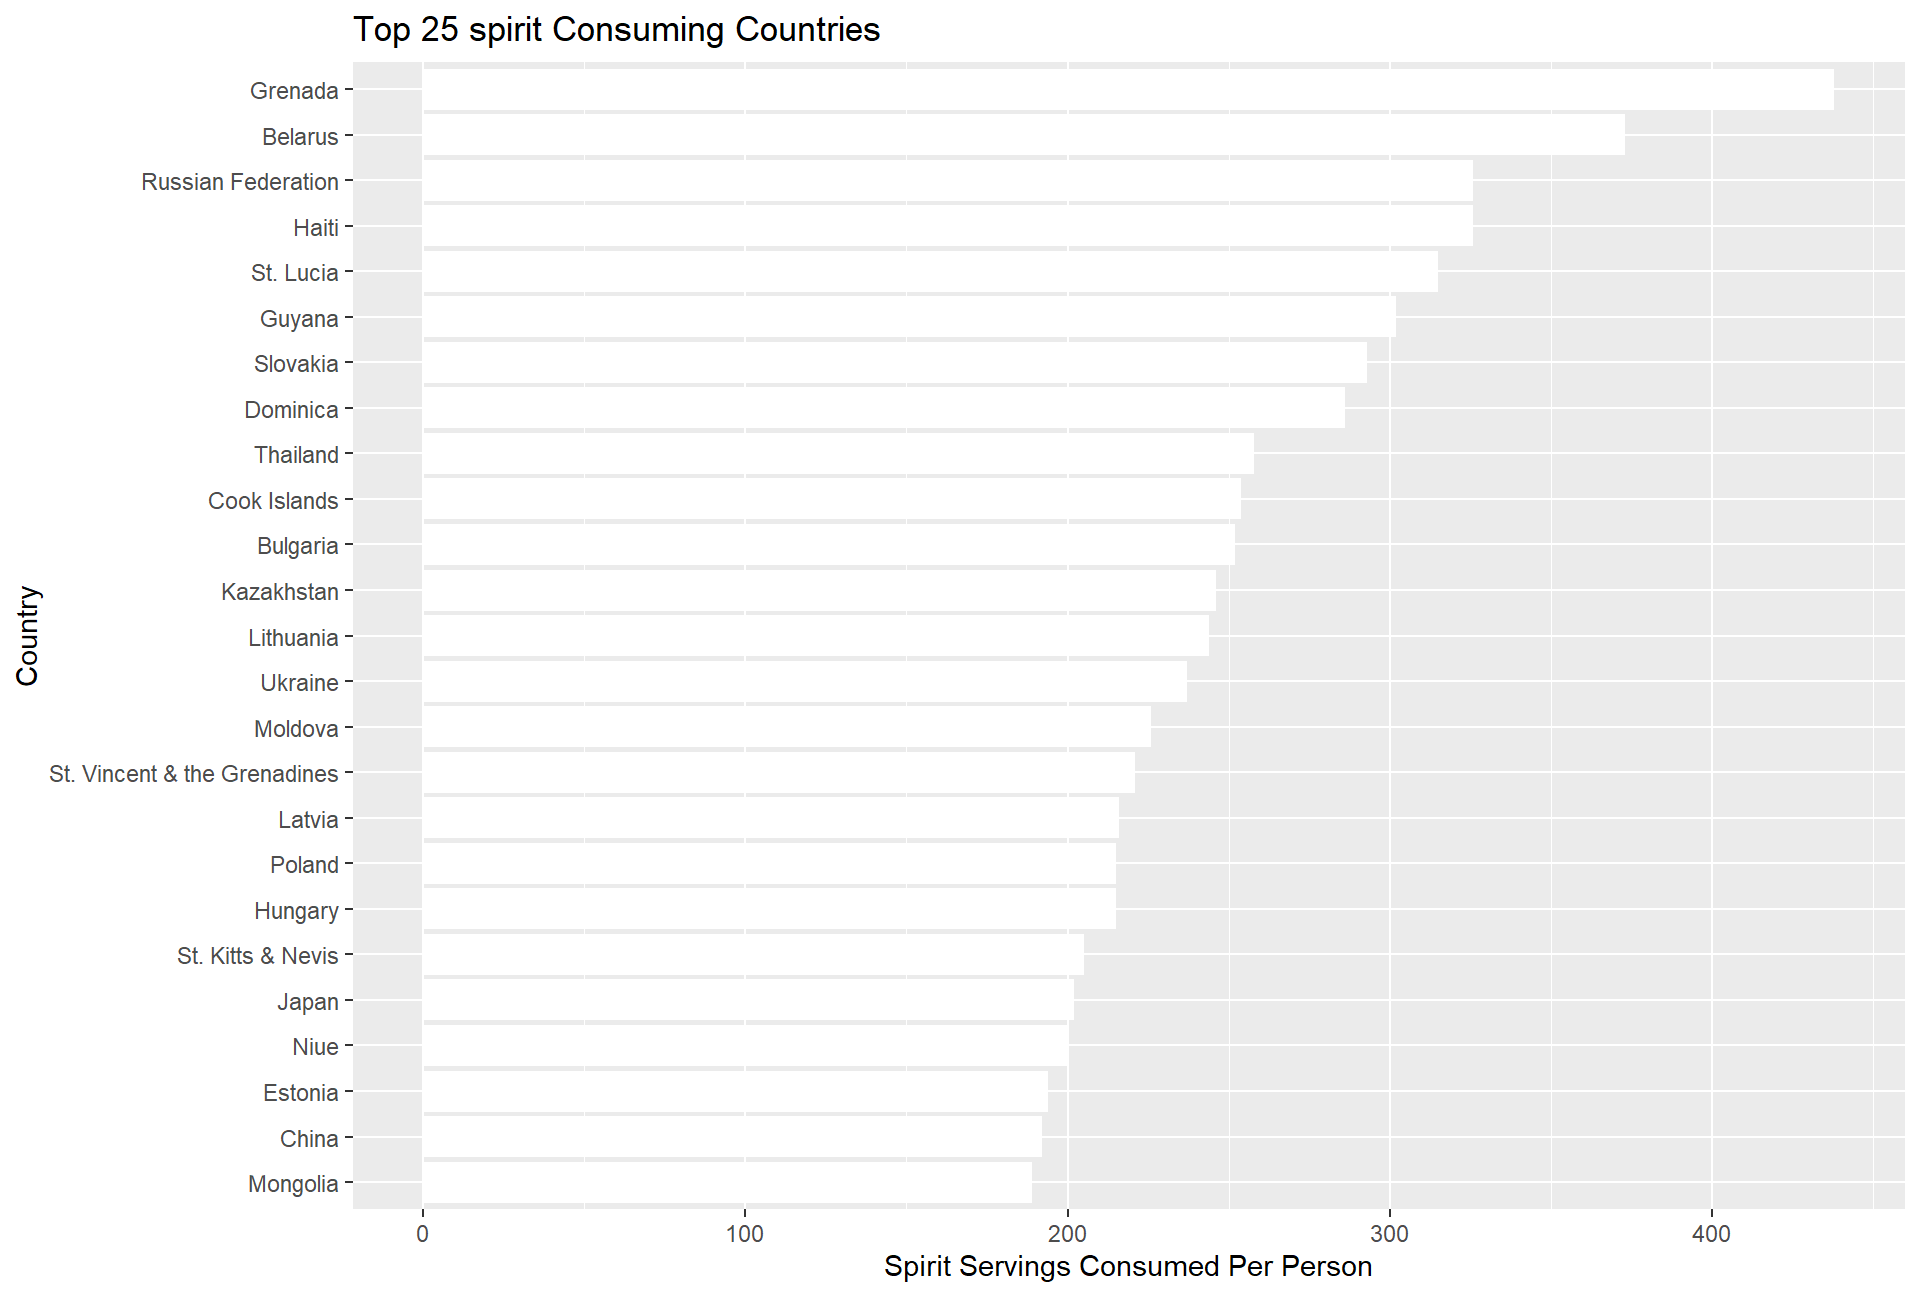 Top 25 spirit Consuming Countries
Grenada
Belarus
Russian Federation
Haiti
St. Lucia
Guyana
Slovakia
Dominica
Thailand
Cook Islands
Bulgaria
Kazakhstan
Lithuania
Ukraine
Moldova
St. Vincent & the Grenadines
Latvia
Poland
Hungary
St. Kitts & Nevis
Japan
Niue
Estonia
China
Mongolia
Country
0 100 200 300 400
Spirit Servings Consumed Per Person